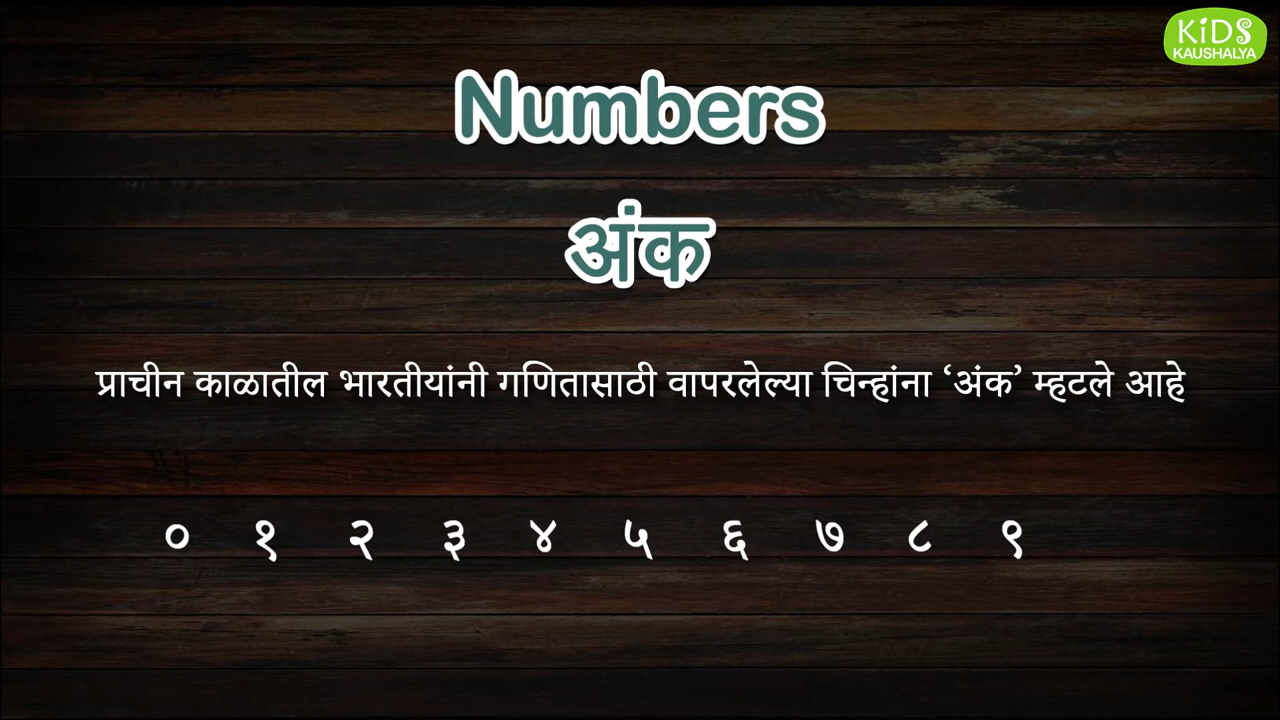 KiDS
KAUSHALYA
Numbers
अंक
प्राचीन काळातील भारतीयांनी गणितासाठी वापरलेल्या चिन्हांना ‘अंक’ म्हटले आहे
० १ २ ३ ४ ५ ६ ७ ८ ९